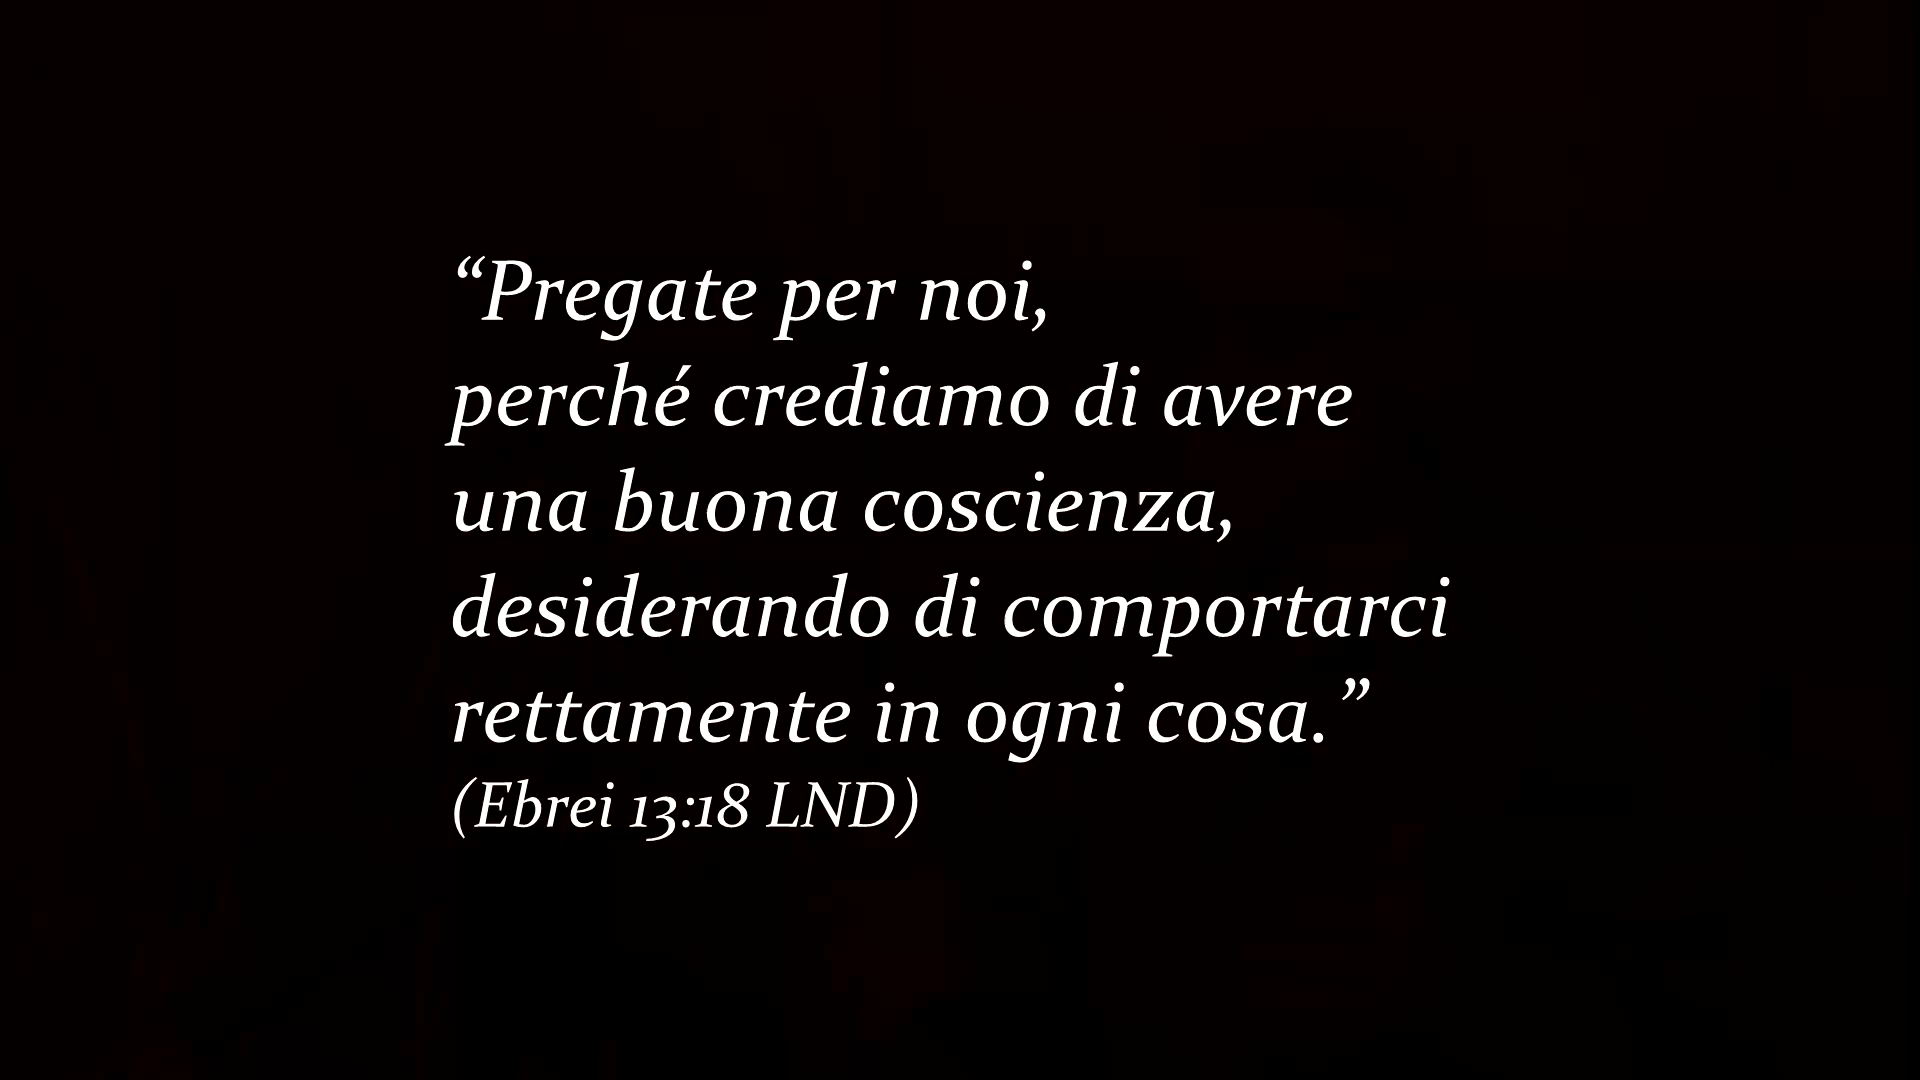 “Pregate per noi,
perché crediamo di avere
una buona coscienza,
desiderando di comportarci
rettamente in ogni cosa.”
(Ebrei 13:18 LND)